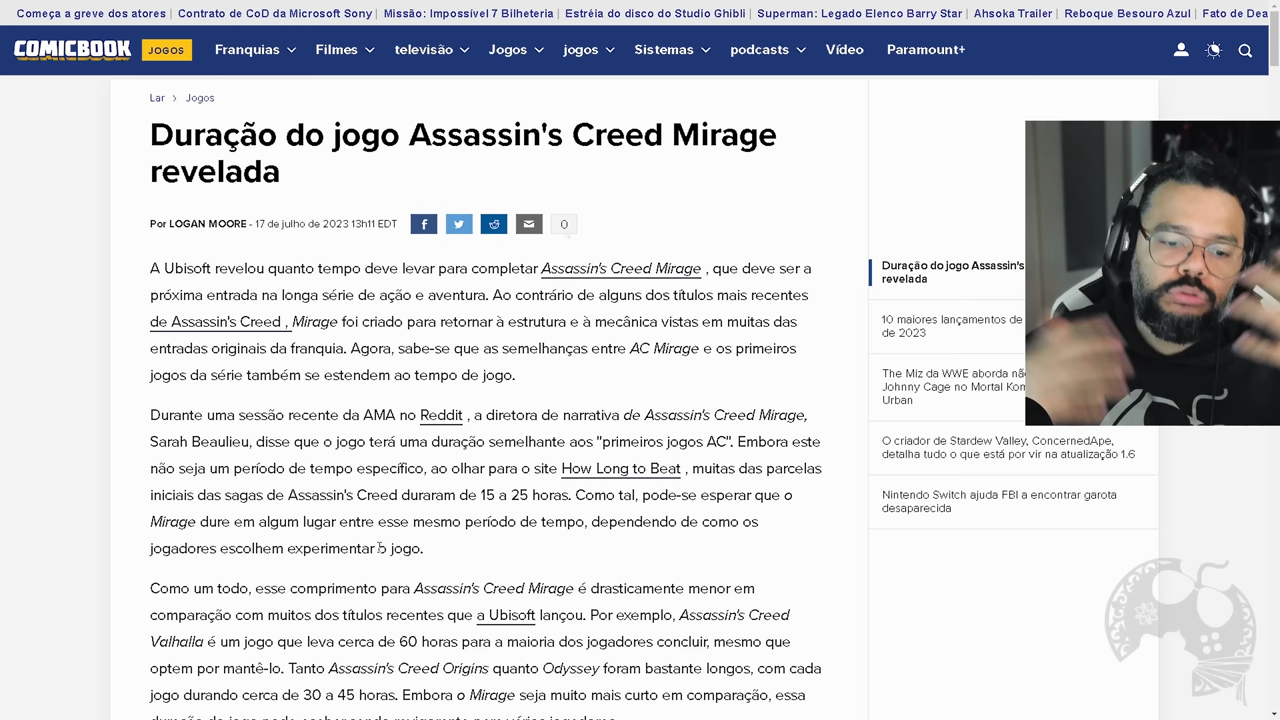 Começa a greve dos atores | Contrato de CoD da Microsoft Sony | Missão: Impossível 7 Bilheteria | Estréia do disco do Studio Ghibli | Superman: Legado Elenco Barry Star | Ahsoka Trailer | Reboque Besouro Azul | Fato de Dea
COMICBOOK JOGOS Franquias Filmes televisão Jogos jogos Sistemas podcasts Vídeo Paramount+
Lar > Jogos
Duração do jogo Assassin's Creed Mirage
revelada
Por LOGAN MOORE - 17 de julho de 2023 13h11 EDT 0
A Ubisoft revelou quanto tempo deve levar para completar Assassin's Creed Mirage , que deve ser a
próxima entrada na longa série de ação e aventura. Ao contrário de alguns dos títulos mais recentes
de Assassin's Creed , Mirage foi criado para retornar à estrutura e à mecânica vistas em muitas das
entradas originais da franquia. Agora, sabe-se que as semelhanças entre AC Mirage e os primeiros
jogos da série também se estendem ao tempo de jogo.
Durante uma sessão recente da AMA no Reddit , a diretora de narrativa de Assassin's Creed Mirage,
Sarah Beaulieu, disse que o jogo terá uma duração semelhante aos "primeiros jogos AC". Embora este
não seja um período de tempo específico, ao olhar para o site How Long to Beat , muitas das parcelas
iniciais das sagas de Assassin's Creed duraram de 15 a 25 horas. Como tal, pode-se esperar que o
Mirage dure em algum lugar entre esse mesmo período de tempo, dependendo de como os
jogadores escolhem experimentar o jogo.
Como um todo, esse comprimento para Assassin's Creed Mirage é drasticamente menor em
comparação com muitos dos títulos recentes que a Ubisoft lançou. Por exemplo, Assassin's Creed
Valhalla é um jogo que leva cerca de 60 horas para a maioria dos jogadores concluir, mesmo que
optem por mantê-lo. Tanto Assassin's Creed Origins quanto Odyssey foram bastante longos, com cada
jogo durando cerca de 30 a 45 horas. Embora o Mirage seja muito mais curto em comparação, essa
Duração do jogo Assassin's
revelada
10 maiores lançamentos de
de 2023
The Miz da WWE aborda
Johnny Cage no Mortal
Urban
O criador de Stardew Valley, ConcernedApe,
detalha tudo o que está por vir na atualização 1.6
Nintendo Switch ajuda FBI a encontrar garota
desaparecida